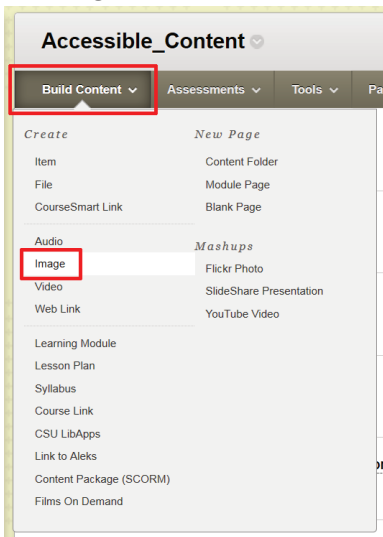 Accessible_Content
Build Content
Assessments
Tools
Pa
Create
Item
File
CourseSmart Link
Audio
Image
Video
Web Link
Learning Module
Lesson Plan
Syllabus
Course Link
CSU LibApps
Link to Aleks
Content Package (SCORM)
Films On Demand
New Page
Content Folder
Module Page
Blank Page
Mashups
Flickr Photo
SlideShare Presentation
YouTube Video